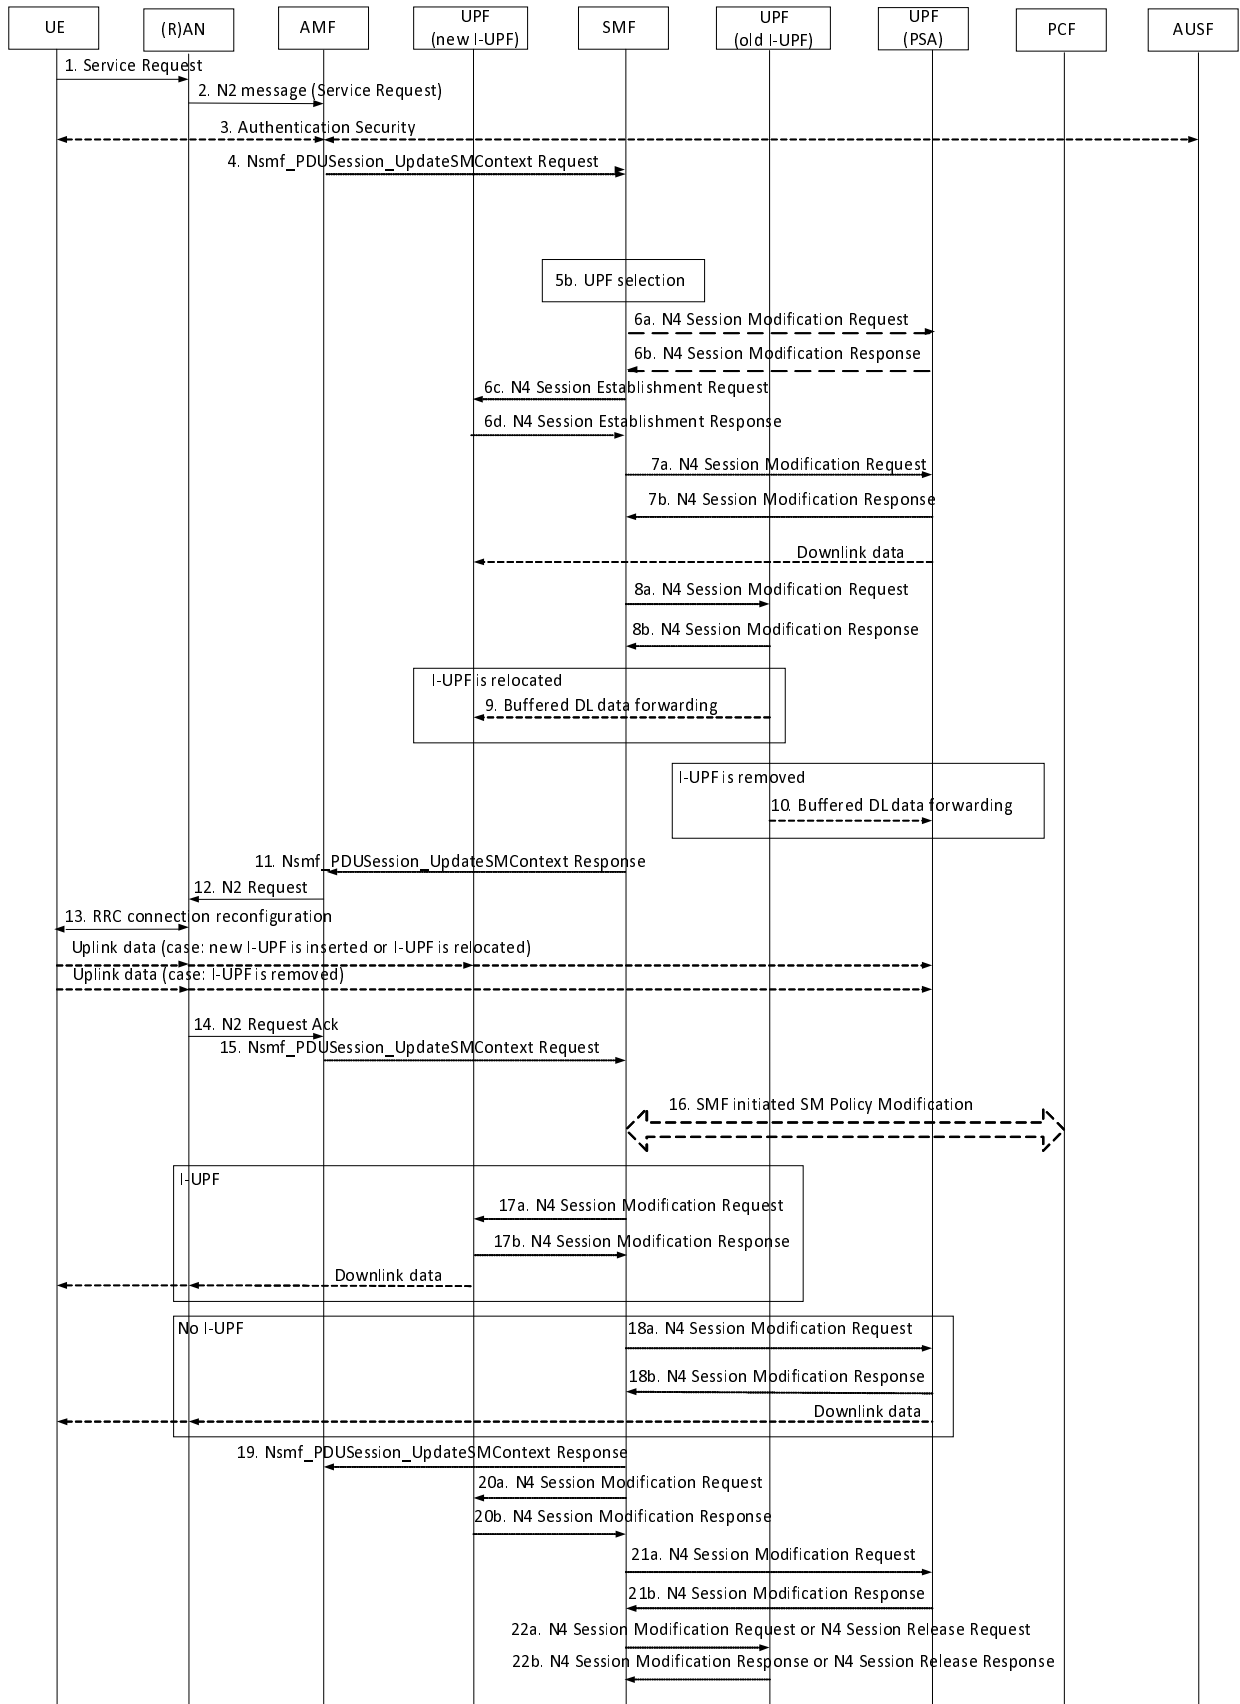 UE
(R)AN
AMF
UPF
(new I-UPF)
SMF
UPF
(old I-UPF)
UPF
(PSA)
PCF
AUSF
1. Service Request
2. N2 message (Service Request)
3. Authentication Security
4. Nsmf_PDUSession_UpdateSMContext Request
5b. UPF selection
6a. N4 Session Modification Request
6b. N4 Session Modification Response
6c. N4 Session Establishment Request
6d. N4 Session Establishment Response
7a. N4 Session Modification Request
7b. N4 Session Modification Response
Downlink data
8a. N4 Session Modification Request
8b. N4 Session Modification Response
I-UPF is relocated
9. Buffered DL data forwarding
I-UPF is removed
10. Buffered DL data forwarding
11. Nsmf_PDUSession_UpdateSMContext Response
12. N2 Request
13. RRC connection reconfiguration
Uplink data (case: new I-UPF is inserted or I-UPF is relocated)
Uplink data (case: I-UPF is removed)
14. N2 Request Ack
15. Nsmf_PDUSession_UpdateSMContext Request
16. SMF initiated SM Policy Modification
I-UPF
17a. N4 Session Modification Request
17b. N4 Session Modification Response
Downlink data
No I-UPF
18a. N4 Session Modification Request
18b. N4 Session Modification Response
Downlink data
19. Nsmf_PDUSession_UpdateSMContext Response
20a. N4 Session Modification Request
20b. N4 Session Modification Response
21a. N4 Session Modification Request
21b. N4 Session Modification Response
22a. N4 Session Modification Request or N4 Session Release Request
22b. N4 Session Modification Response or N4 Session Release Response